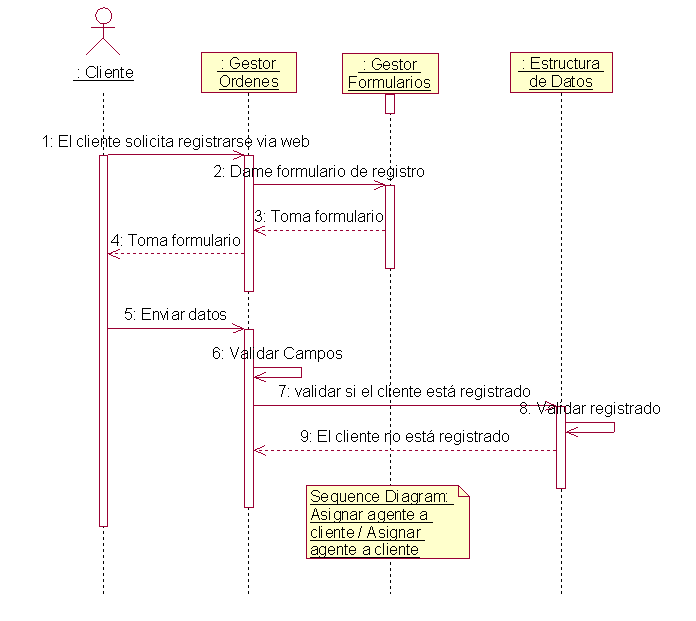 : Cliente
: Gestor
Ordenes
: Gestor
Formularios
: Estructura
de Datos
1: El cliente solicita registrarse via web
2: Dame formulario de registro
3: Toma formulario
4: Toma formulario
5: Enviar datos
6: Validar Campos
7: validar si el cliente está registrado
8: Validar registrado
9: El cliente no está registrado
Sequence Diagram:
Asignar agente a
cliente / Asignar
agente a cliente